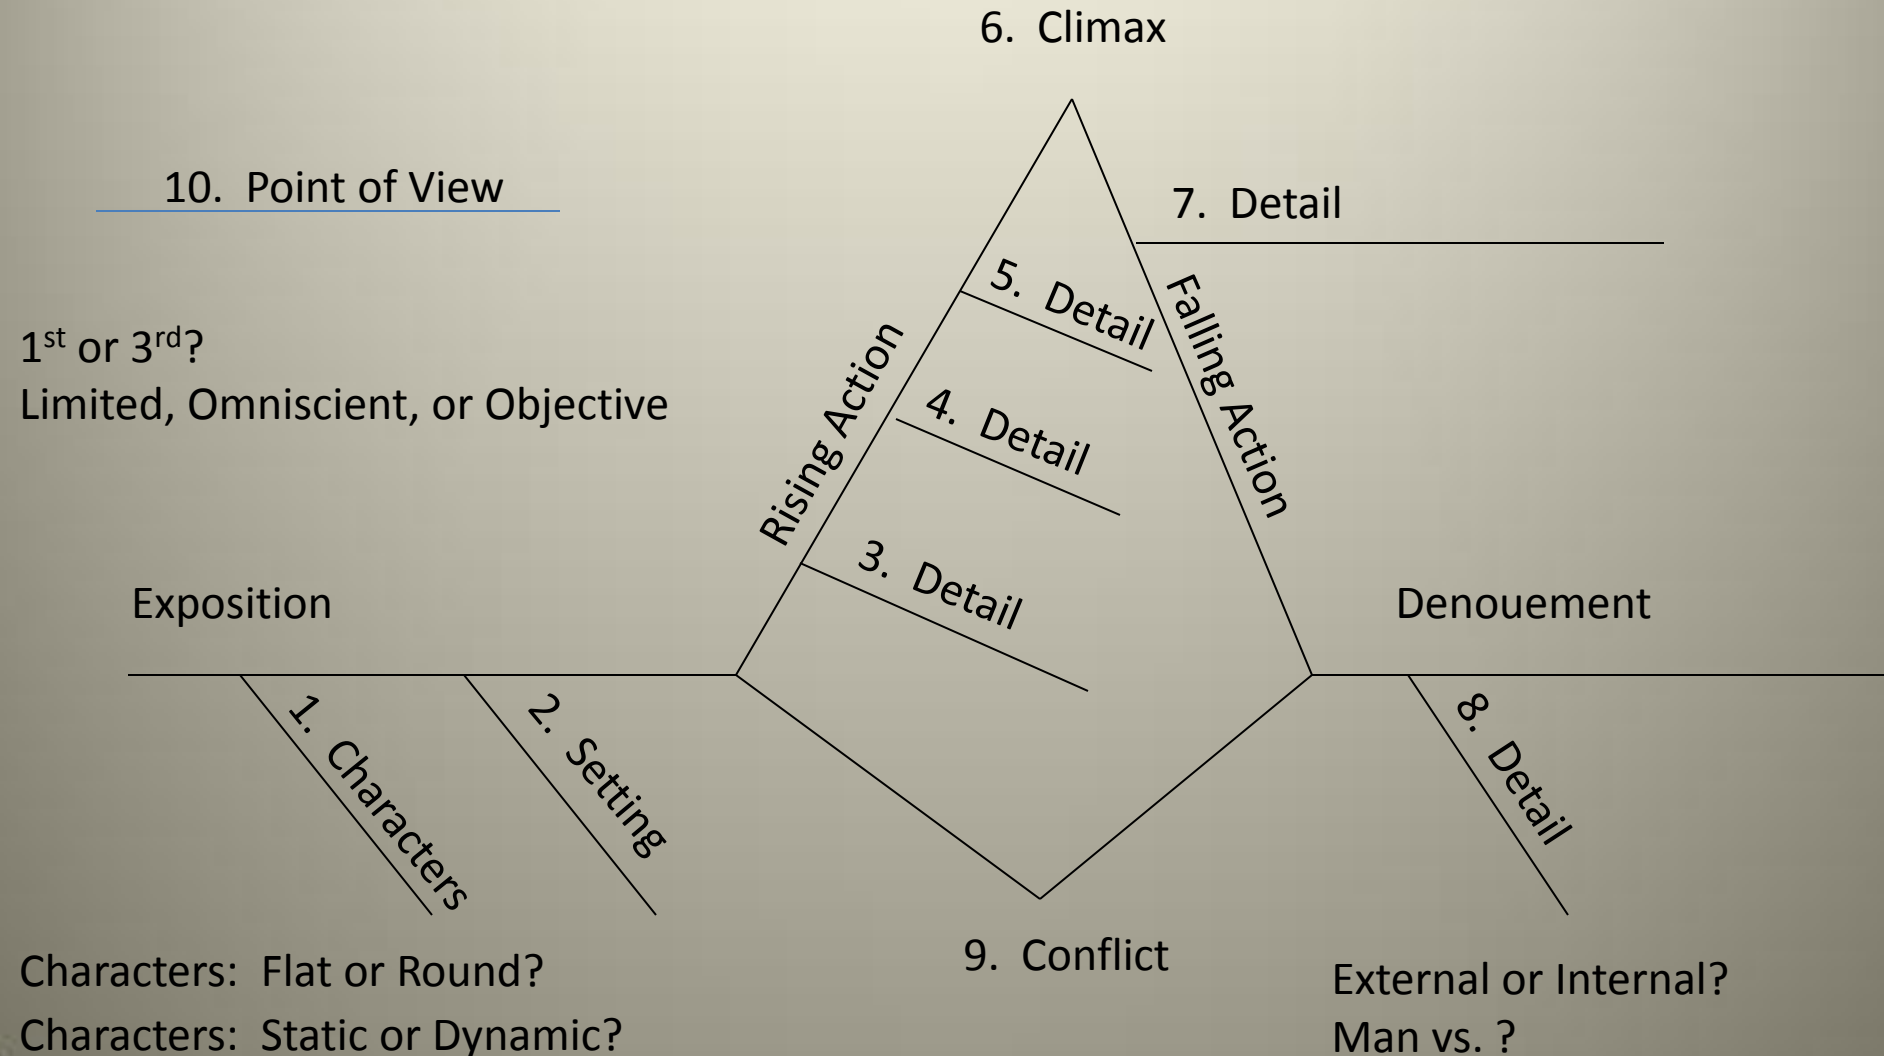 6. Climax
10. Point of View
7. Detail
5. Detail
Falling Action
1st or 3rd?
Limited, Omniscient, or Objective
Rising Action
4. Detail
3. Detail
Exposition
Denouement
1. Characters
2. Setting
8. Detail
9. Conflict
Characters: Flat or Round?
Characters: Static or Dynamic?
External or Internal?
Man vs. ?